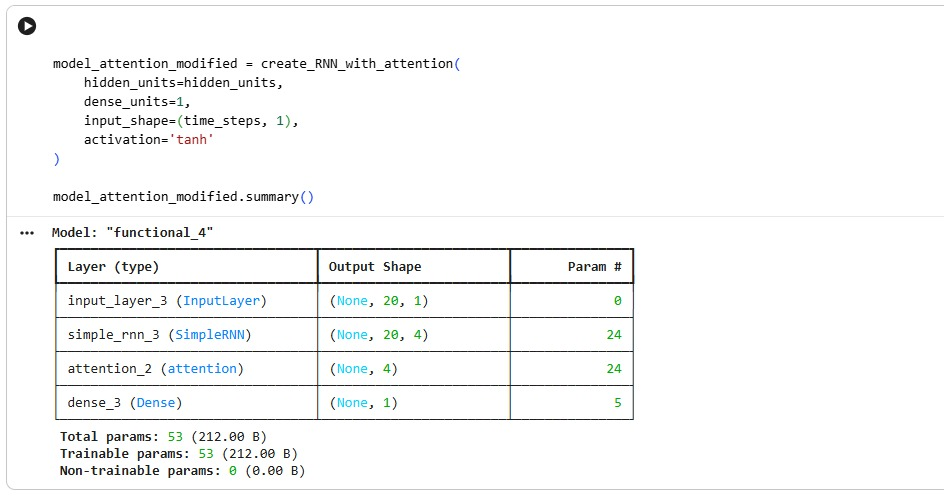 model_attention_modified = create_RNN_with_attention(
    hidden_units=hidden_units,
    dense_units=1,
    input_shape=(time_steps, 1),
    activation='tanh'
)
model_attention_modified.summary()
Model: "functional_4"
Layer (type) Output Shape Param #
input_layer_3 (InputLayer) (None, 20, 1) 0
simple_rnn_3 (SimpleRNN) (None, 20, 4) 24
attention_2 (attention) (None, 4) 24
dense_3 (Dense) (None, 1) 5
Total params: 53 (212.00 B)
Trainable params: 53 (212.00 B)
Non-trainable params: 0 (0.00 B)